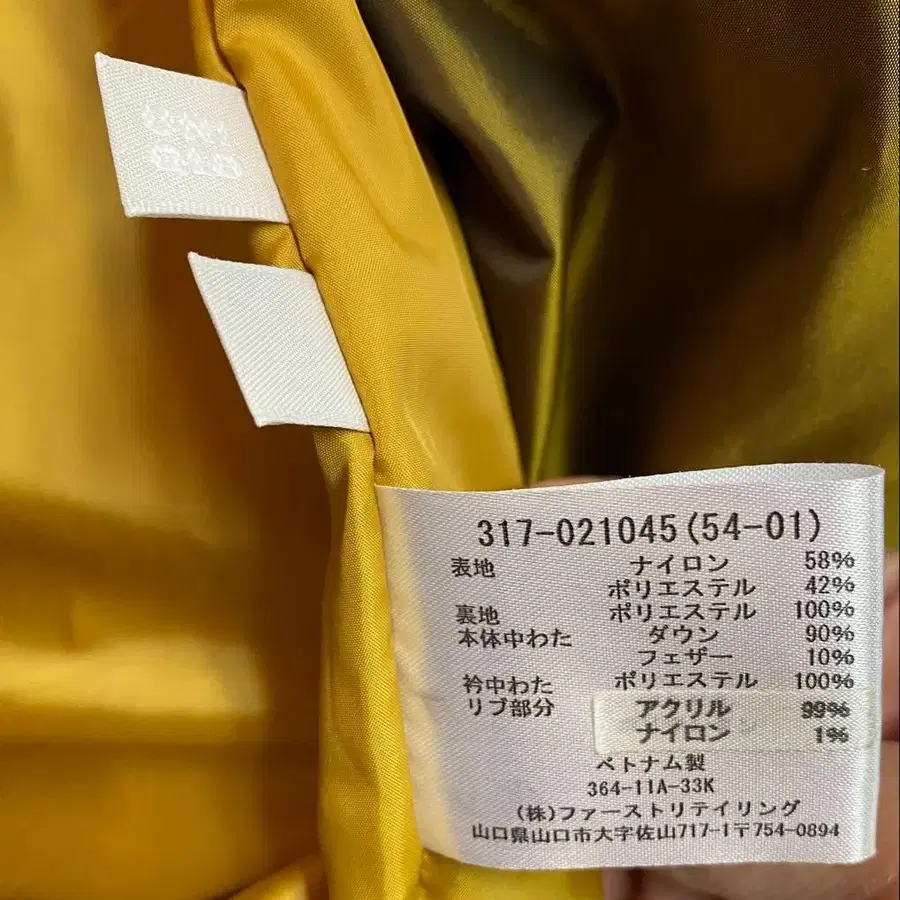 317-021045(54-01)
表地 ナイロン 58%
ポリエステル 42%
裏地 ポリエステル 100%
本体中わた ダウン 90%
フェザー 10%
衿中わた ポリエステル 100%
リブ部分 アクリル 99%
ナイロン 1%
ベトナム製
364-11A-33K
(株)ファーストリテイリング
山口県山口市大字佐山717-1〒754-0894